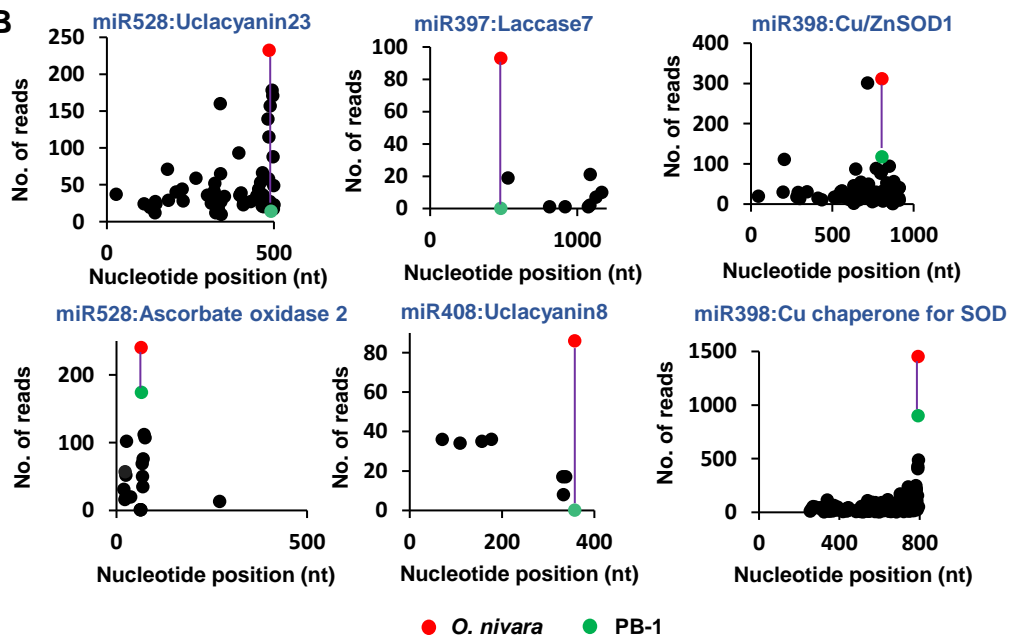 B
miR528:Uclacyanin23
No. of reads
250
200
150
100
50
0
0
500
Nucleotide position (nt)
miR397:Laccase7
No. of reads
100
80
60
40
20
0
0
1000
Nucleotide position (nt)
miR398:Cu/ZnSOD1
No. of reads
400
300
200
100
0
0
500
1000
Nucleotide position (nt)
miR528:Ascorbate oxidase 2
No. of reads
200
100
0
0
500
Nucleotide position (nt)
miR408:Uclacyanin8
No. of reads
80
60
40
20
0
0
200
400
Nucleotide position (nt)
miR398:Cu chaperone for SOD
No. of reads
1500
1000
500
0
0
400
800
Nucleotide position (nt)
O. nivara
PB-1